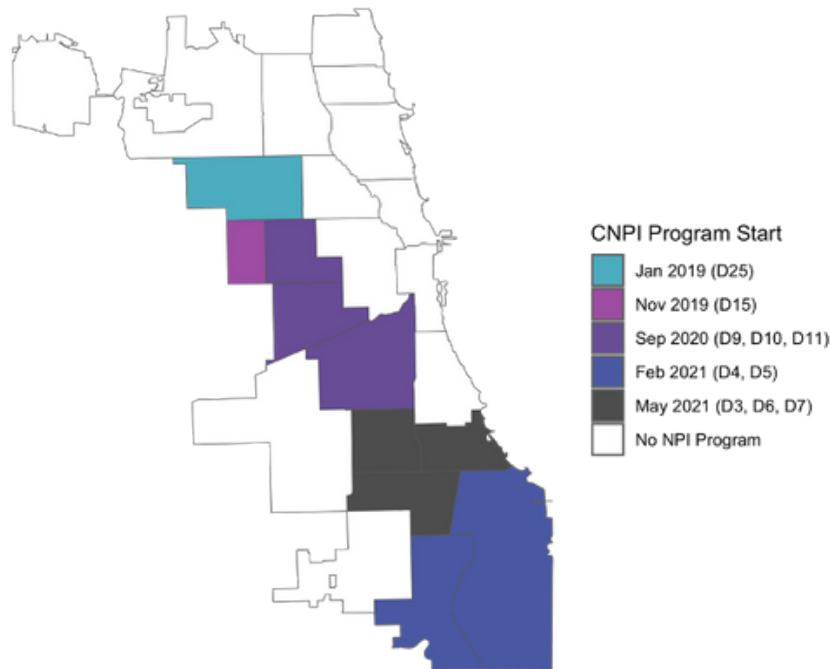 CNPI Program Start
Jan 2019 (D25)
Nov 2019 (D15)
Sep 2020 (D9, D10, D11)
Feb 2021 (D4, D5)
May 2021 (D3, D6, D7)
No NPI Program